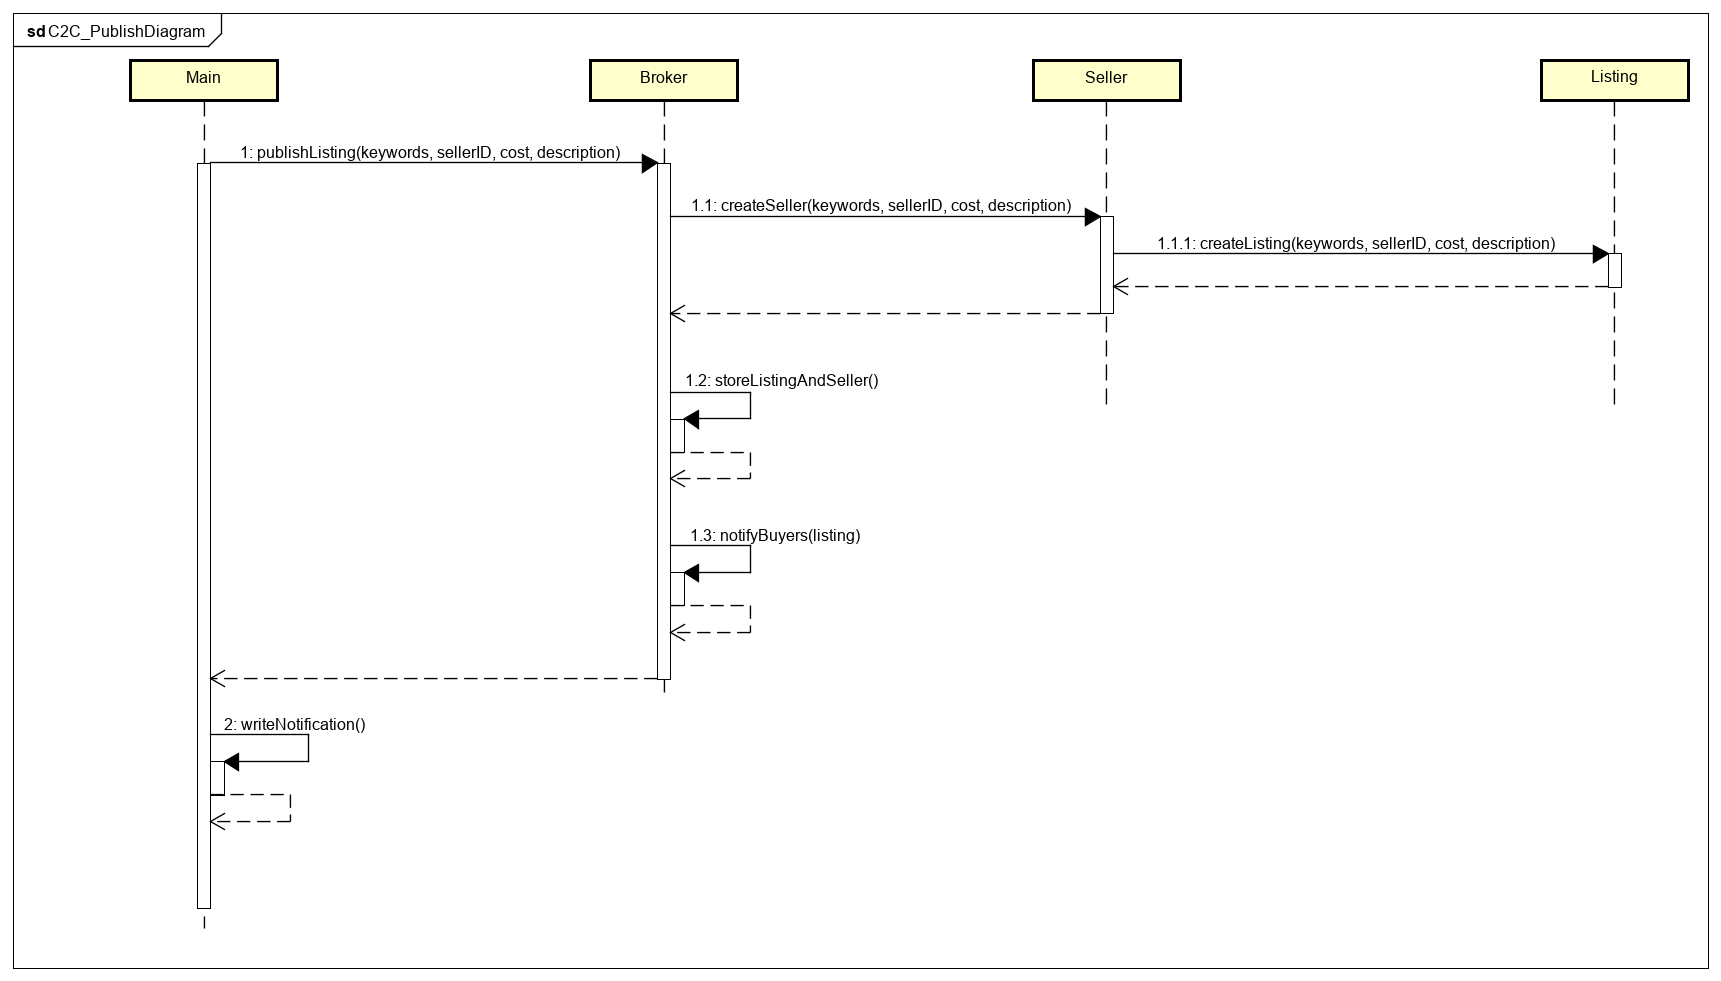 sd C2C_PublishDiagram
Main
Broker
Seller
Listing
1: publishListing(keywords, sellerID, cost, description)
1.1: createSeller(keywords, sellerID, cost, description)
1.1.1: createListing(keywords, sellerID, cost, description)
1.2: storeListingAndSeller()
1.3: notifyBuyers(listing)
2: writeNotification()